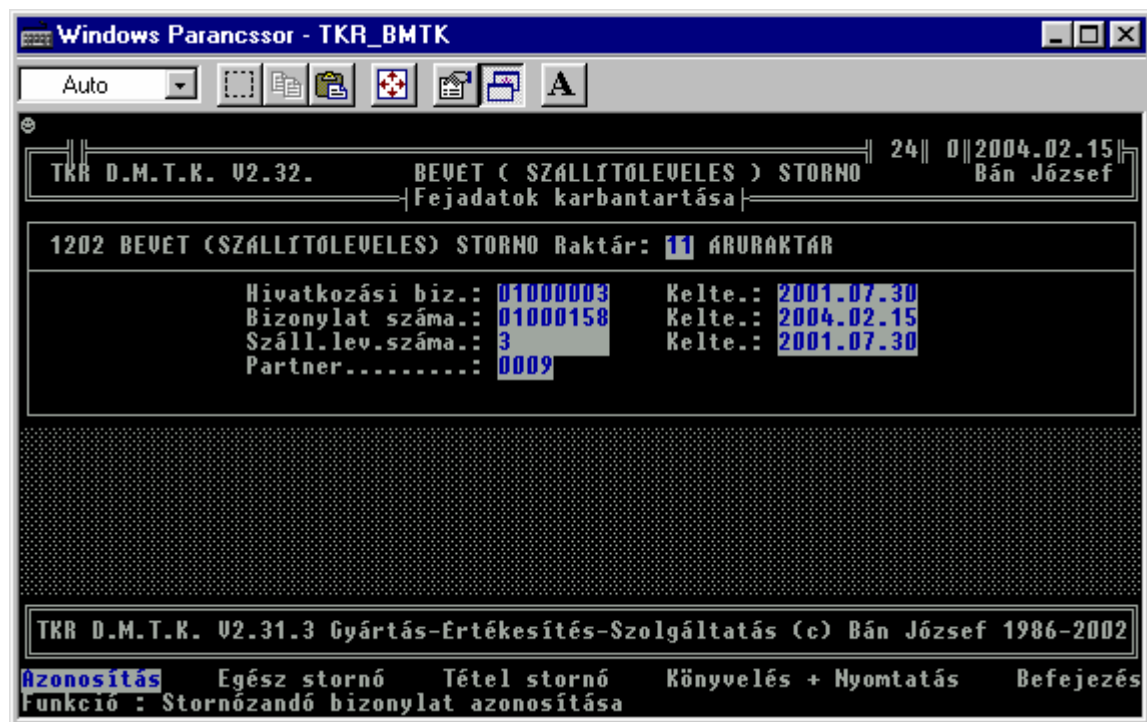 Windows Parancssor - TKR_BMTK
Auto
A
24 0 2004.02.15
TKR D.M.T.K. V2.32. BEVÉT ( SZÁLLÍTÓLEVELES ) STORNO Bán József
Fejadatok karbantartása
1202 BEVÉT (SZÁLLÍTÓLEVELES) STORNO Raktár: 11 ÁRURAKTÁR
Hivatkozási biz.: 01000003 Kelte.: 2001.07.30
Bizonylat száma.: 01000158 Kelte.: 2004.02.15
Száll.lev.száma.: 3 Kelte.: 2001.07.30
Partner.........: 0009
TKR D.M.T.K. V2.31.3 Gyártás-Értékesítés-Szolgáltatás (c) Bán József 1986-2002
Azonosítás Egész stornó Tétel stornó Könyvelés + Nyomtatás Befejezés
Funkció : Stornózandó bizonylat azonosítása